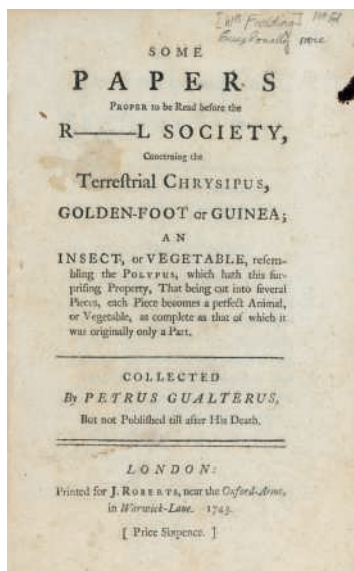 SOME
PAPERS
PROPER to be Read before the
R———L SOCIETY,
Concerning the
Terreſtrial CHRYSIPUS,
GOLDEN-FOOT or GUINEA;
AN
INSECT, or VEGETABLE, reſem-
bling the POLYPUS, which hath this ſur-
priſing Property, That being cut into ſeveral
Pieces, each Piece becomes a perfect Animal,
or Vegetable, as complete as that of which it
was originally only a Part.
COLLECTED
By PETRUS GUALTERUS,
But not Publiſhed till after His Death.
LONDON:
Printed for J. ROBERTS, near the Oxford-Arms,
in Warwick-Lane. 1743.
[ Price Sixpence. ]